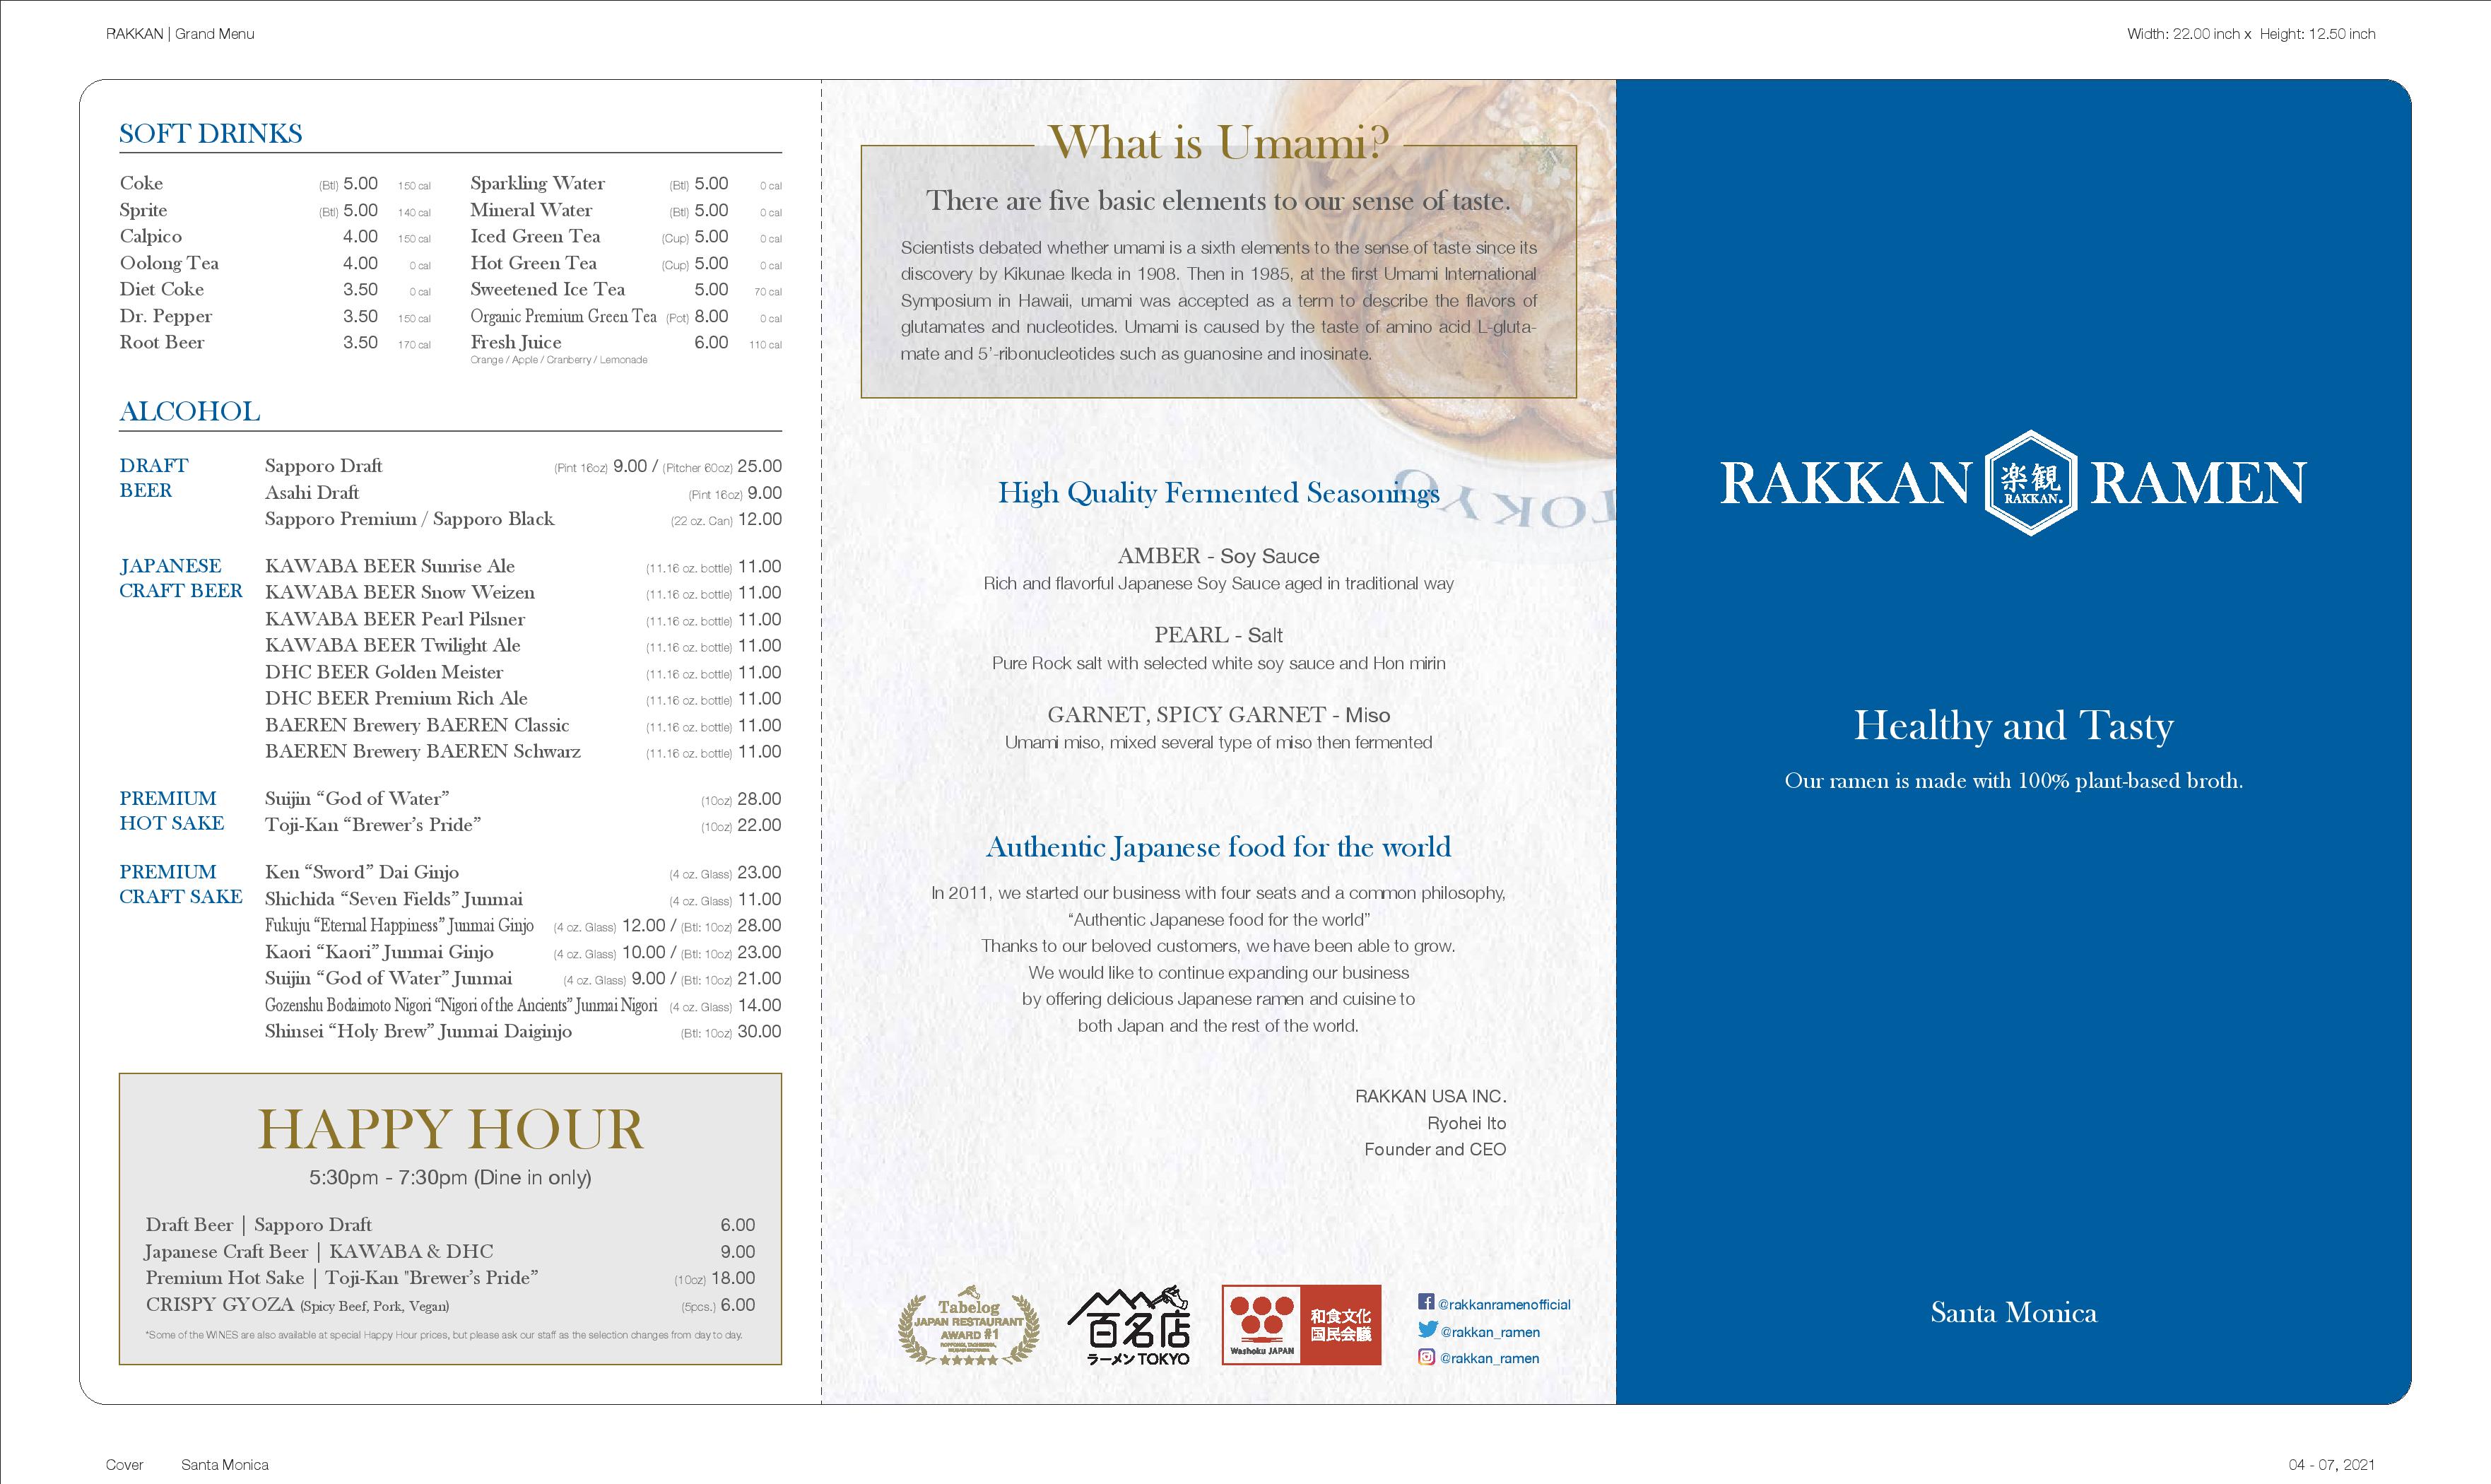 RAKKAN | Grand Menu
Width: 22.00 inch x Height: 12.50 inch
SOFT DRINKS
Coke (Btl) 5.00 150 cal
Sprite (Btl) 5.00 140 cal
Calpico 4.00 150 cal
Oolong Tea 4.00 0 cal
Diet Coke 3.50 0 cal
Dr. Pepper 3.50 150 cal
Root Beer 3.50 170 cal
Sparkling Water (Btl) 5.00 0 cal
Mineral Water (Btl) 5.00 0 cal
Iced Green Tea (Cup) 5.00 0 cal
Hot Green Tea (Cup) 5.00 0 cal
Sweetened Ice Tea 5.00 70 cal
Organic Premium Green Tea (Pot) 8.00 0 cal
Fresh Juice 6.00 110 cal
Orange / Apple / Cranberry / Lemonade
ALCOHOL
DRAFT
BEER
Sapporo Draft (Pint 16oz) 9.00 / (Pitcher 60oz) 25.00
Asahi Draft (Pint 16oz) 9.00
Sapporo Premium / Sapporo Black (22 oz. Can) 12.00
JAPANESE
CRAFT BEER
KAWABA BEER Sunrise Ale (11.16 oz. bottle) 11.00
KAWABA BEER Snow Weizen (11.16 oz. bottle) 11.00
KAWABA BEER Pearl Pilsner (11.16 oz. bottle) 11.00
KAWABA BEER Twilight Ale (11.16 oz. bottle) 11.00
DHC BEER Golden Meister (11.16 oz. bottle) 11.00
DHC BEER Premium Rich Ale (11.16 oz. bottle) 11.00
BAEREN Brewery BAEREN Classic (11.16 oz. bottle) 11.00
BAEREN Brewery BAEREN Schwarz (11.16 oz. bottle) 11.00
PREMIUM
HOT SAKE
Suijin “God of Water” (10oz) 28.00
Toji-Kan “Brewer’s Pride” (10oz) 22.00
PREMIUM
CRAFT SAKE
Ken “Sword” Dai Ginjo (4 oz. Glass) 23.00
Shichida “Seven Fields” Junmai (4 oz. Glass) 11.00
Fukuju “Eternal Happiness” Junmai Ginjo (4 oz. Glass) 12.00 / (Btl: 10oz) 28.00
Kaori “Kaori” Junmai Ginjo (4 oz. Glass) 10.00 / (Btl: 10oz) 23.00
Suijin “God of Water” Junmai (4 oz. Glass) 9.00 / (Btl: 10oz) 21.00
Gozenshu Bodaimoto Nigori “Nigori of the Ancients” Junmai Nigori (4 oz. Glass) 14.00
Shinsei “Holy Brew” Junmai Daiginjo (Btl: 10oz) 30.00
HAPPY HOUR
5:30pm - 7:30pm (Dine in only)
Draft Beer | Sapporo Draft 6.00
Japanese Craft Beer | KAWABA & DHC 9.00
Premium Hot Sake | Toji-Kan "Brewer’s Pride” (10oz) 18.00
CRISPY GYOZA (Spicy Beef, Pork, Vegan) (5pcs.) 6.00
*Some of the WINES are also available at special Happy Hour prices, but please ask our staff as the selection changes from day to day.
What is Umami?
There are five basic elements to our sense of taste.
Scientists debated whether umami is a sixth elements to the sense of taste since its
discovery by Kikunae Ikeda in 1908. Then in 1985, at the first Umami International
Symposium in Hawaii, umami was accepted as a term to describe the flavors of
glutamates and nucleotides. Umami is caused by the taste of amino acid L-gluta-
mate and 5’-ribonucleotides such as guanosine and inosinate.
TOKYO
High Quality Fermented Seasonings
AMBER - Soy Sauce
Rich and flavorful Japanese Soy Sauce aged in traditional way
PEARL - Salt
Pure Rock salt with selected white soy sauce and Hon mirin
GARNET, SPICY GARNET - Miso
Umami miso, mixed several type of miso then fermented
Authentic Japanese food for the world
In 2011, we started our business with four seats and a common philosophy,
“Authentic Japanese food for the world”
Thanks to our beloved customers, we have been able to grow.
We would like to continue expanding our business
by offering delicious Japanese ramen and cuisine to
both Japan and the rest of the world.
RAKKAN USA INC.
Ryohei Ito
Founder and CEO
Tabelog
JAPAN RESTAURANT
AWARD #1
百名店
ラーメン TOKYO
Washoku JAPAN
和食文化
国民会議
@rakkanramenofficial
@rakkan_ramen
@rakkan_ramen
RAKKAN 楽観 RAKKAN. RAMEN
Healthy and Tasty
Our ramen is made with 100% plant-based broth.
Santa Monica
Cover Santa Monica
04 - 07, 2021